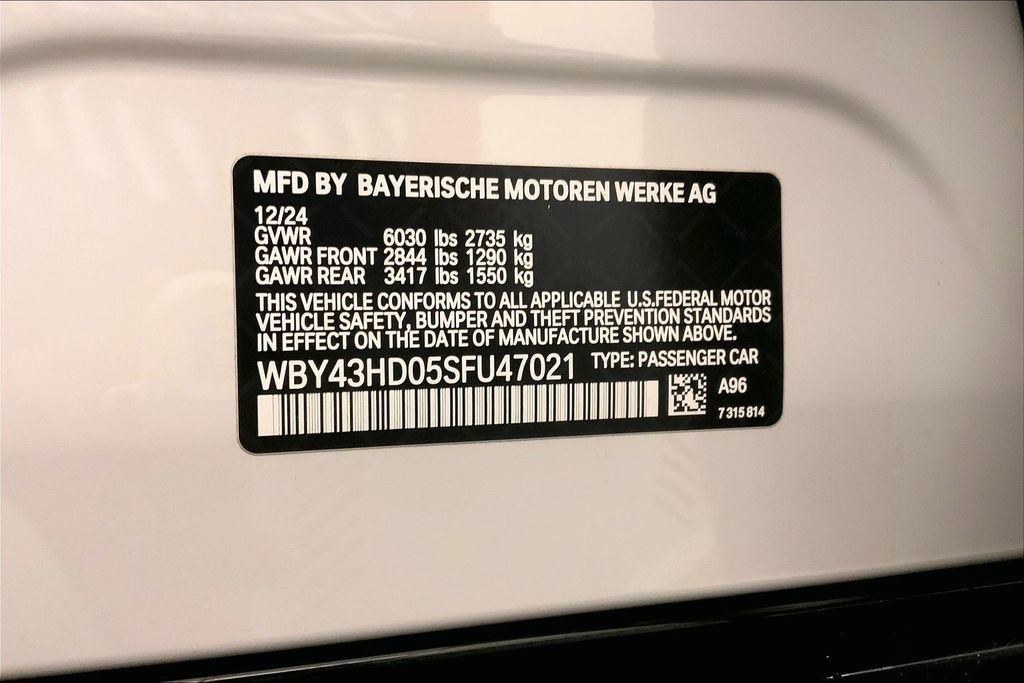 MFD BY BAYERISCHE MOTOREN WERKE AG
12/24
GVWR 6030 lbs 2735 kg
GAWR FRONT 2844 lbs 1290 kg
GAWR REAR 3417 lbs 1550 kg
THIS VEHICLE CONFORMS TO ALL APPLICABLE U.S.FEDERAL MOTOR
VEHICLE SAFETY, BUMPER AND THEFT PREVENTION STANDARDS
IN EFFECT ON THE DATE OF MANUFACTURE SHOWN ABOVE.
WBY43HD05SFU47021 TYPE: PASSENGER CAR
A96
7 315 814